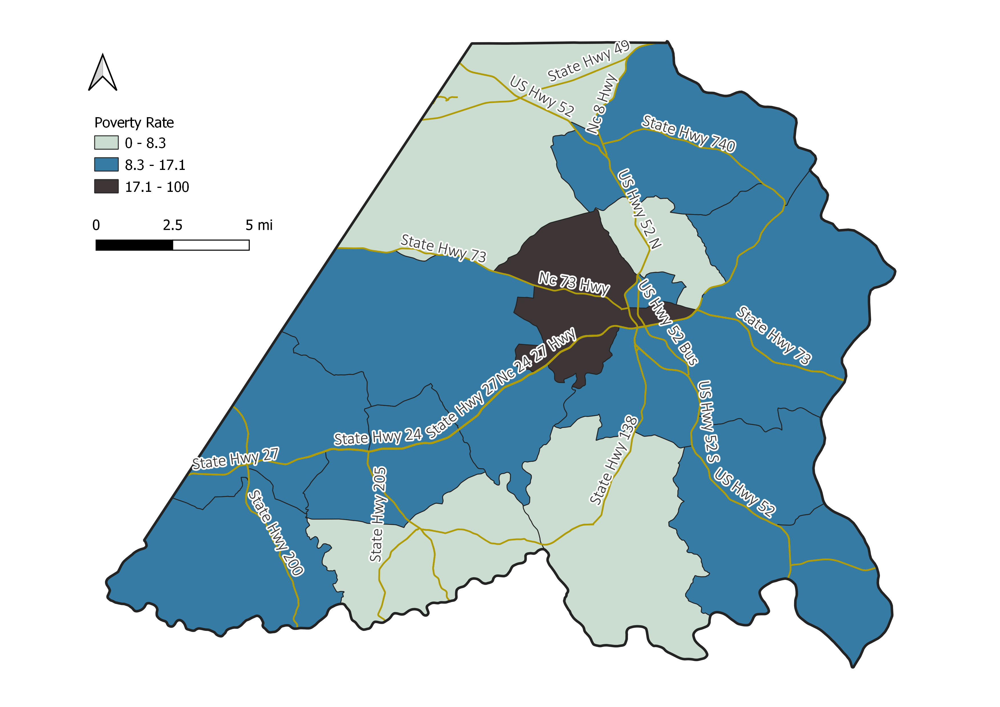 State Hwy 49
US Hwy 52
Nc 8 Hwy
Poverty Rate
0 - 8.3
8.3 - 17.1
17.1 - 100
State Hwy 740
US Hwy 52 N
0 2.5 5 mi
State Hwy 73
Nc 73 Hwy
US Hwy 52 Bus
State Hwy 73
Nc 24 27 Hwy
State Hwy 27
State Hwy 24
US Hwy 52 S
State Hwy 138
State Hwy 27
State Hwy 205
US Hwy 52
State Hwy 200